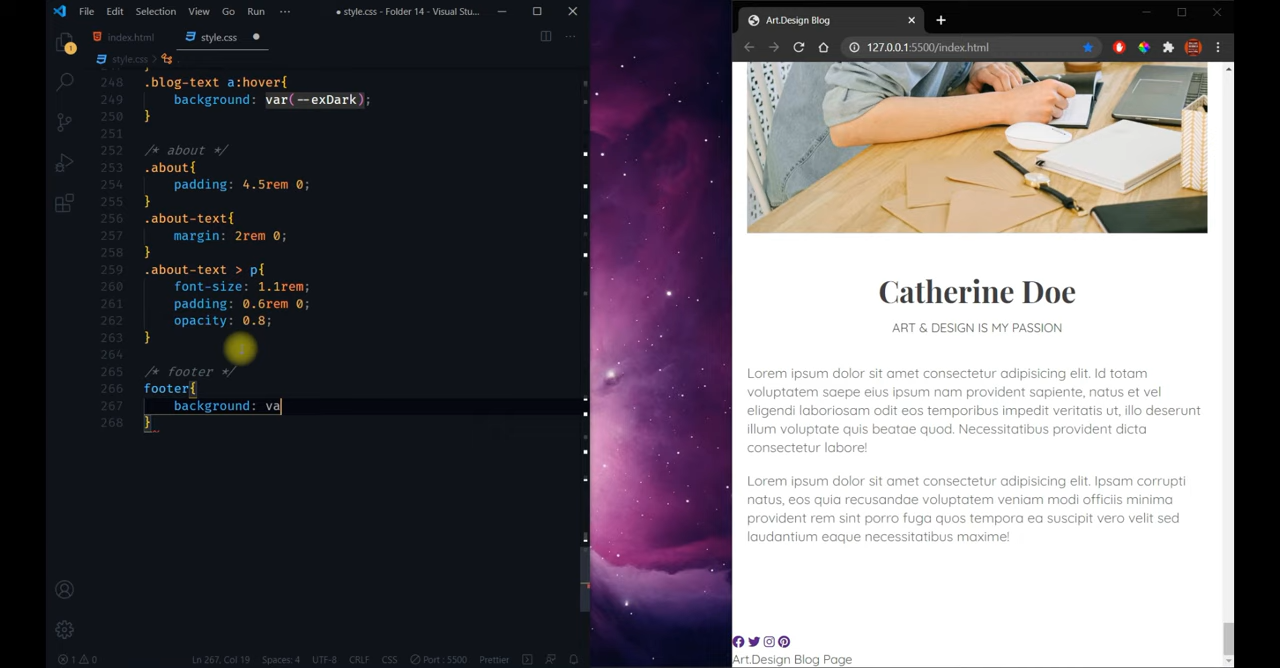 File Edit Selection View Go Run ··· ● style.css - Folder 14 - Visual Stu...
index.html style.css ●
style.css
248 .blog-text a:hover{
249 background: var(--exDark);
250 }
251
252 /* about */
253 .about{
254 padding: 4.5rem 0;
255 }
256 .about-text{
257 margin: 2rem 0;
258 }
259 .about-text > p{
260 font-size: 1.1rem;
261 padding: 0.6rem 0;
262 opacity: 0.8;
263 }
264
265 /* footer */
266 footer{
267 background: va
268 }
1 0 Ln 267, Col 19 Spaces: 4 UTF-8 CRLF CSS Port : 5500 Prettier
Art.Design Blog
127.0.0.1:5500/index.html
Catherine Doe
ART & DESIGN IS MY PASSION
Lorem ipsum dolor sit amet consectetur adipisicing elit. Id totam
voluptatem saepe eius ipsum nam provident sapiente, natus et vel
eligendi laboriosam odit eos temporibus impedit veritatis ut, illo deserunt
illum voluptate quis beatae quod. Necessitatibus provident dicta
consectetur labore!
Lorem ipsum dolor sit amet consectetur adipisicing elit. Ipsam corrupti
natus, eos quia recusandae voluptatem veniam modi officiis minima
provident rem sint porro fuga quos tempora ea suscipit vero velit sed
laudantium eaque necessitatibus maxime!
Art.Design Blog Page